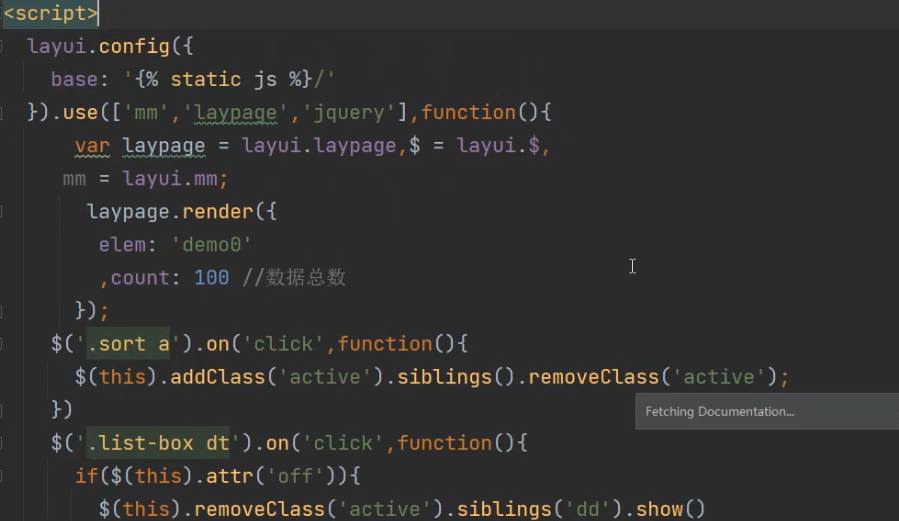 <script>
layui.config({
base: '{% static js %}/'
}).use(['mm','laypage','jquery'],function(){
var laypage = layui.laypage,$ = layui.$,
mm = layui.mm;
laypage.render({
elem: 'demo0'
,count: 100 //数据总数
});
$('.sort a').on('click',function(){
$(this).addClass('active').siblings().removeClass('active');
})
Fetching Documentation...
$('.list-box dt').on('click',function(){
if($(this).attr('off')){
$(this).removeClass('active').siblings('dd').show()